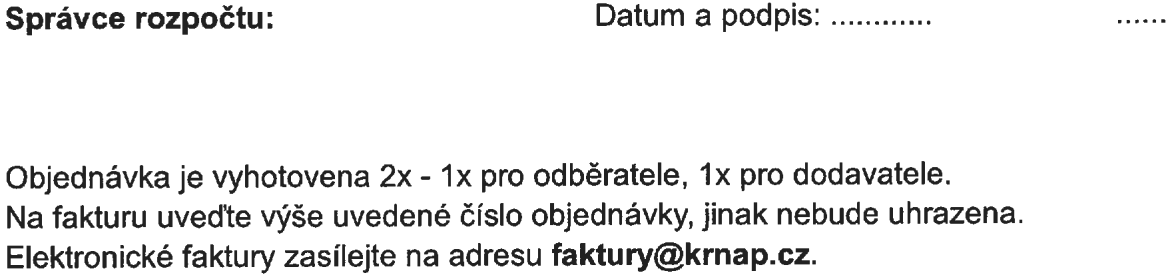 Správce rozpočtu: Datum a podpis: ............ ......
Objednávka je vyhotovena 2x - 1x pro odběratele, 1x pro dodavatele.
Na fakturu uveďte výše uvedené číslo objednávky, jinak nebude uhrazena.
Elektronické faktury zasílejte na adresu faktury@krnap.cz.